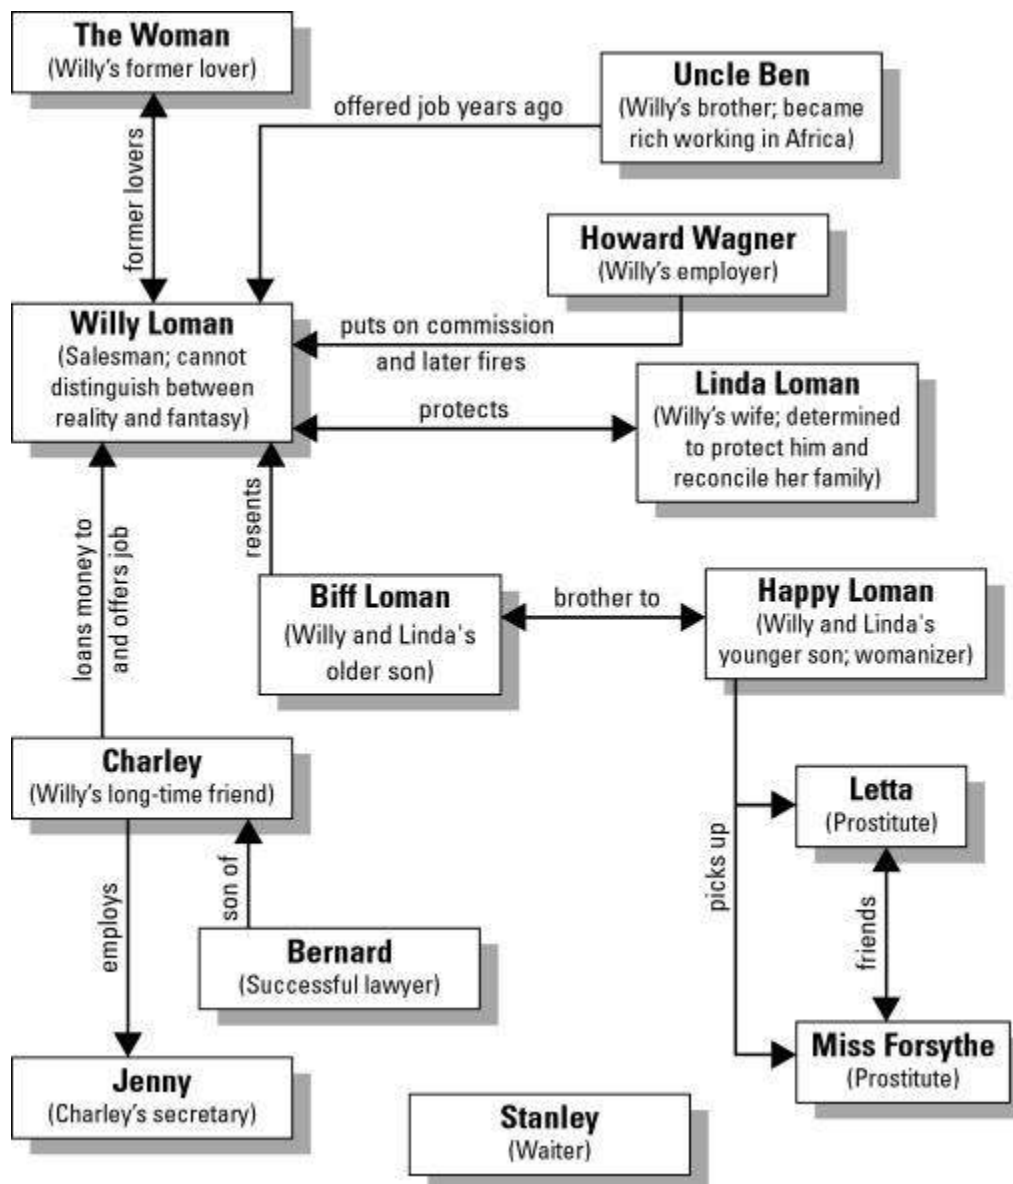 The Woman
(Willy's former lover)
Uncle Ben
(Willy's brother; became
rich working in Africa)
offered job years ago
former lovers
Howard Wagner
(Willy's employer)
Willy Loman
(Salesman; cannot
distinguish between
reality and fantasy)
puts on commission
and later fires
Linda Loman
(Willy's wife; determined
to protect him and
reconcile her family)
protects
loans money to
and offers job
resents
Biff Loman
(Willy and Linda's
older son)
brother to
Happy Loman
(Willy and Linda's
younger son; womanizer)
Charley
(Willy's long-time friend)
Letta
(Prostitute)
picks up
employs
son of
friends
Bernard
(Successful lawyer)
Miss Forsythe
(Prostitute)
Jenny
(Charley's secretary)
Stanley
(Waiter)